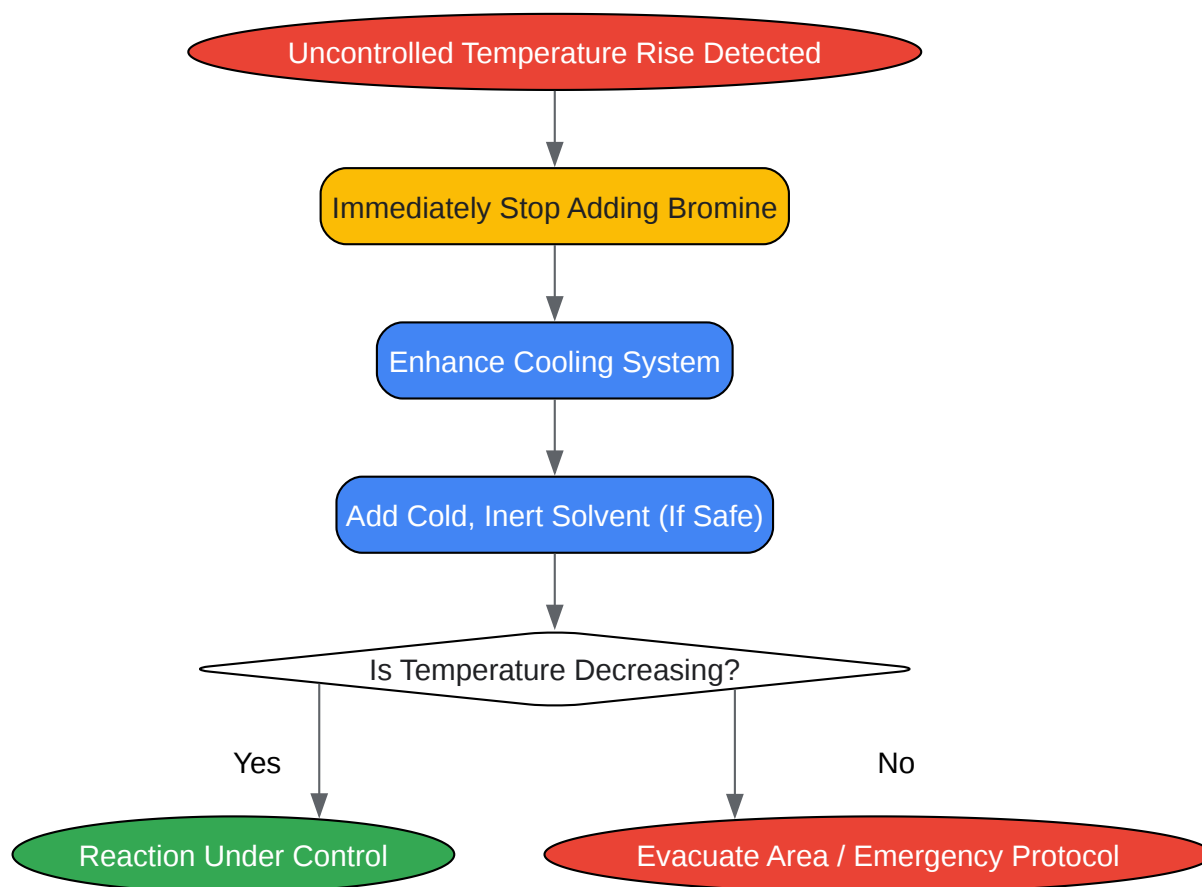 Uncontrolled Temperature Rise Detected
Immediately Stop Adding Bromine
Enhance Cooling System
Add Cold, Inert Solvent (If Safe)
Is Temperature Decreasing?
Yes
No
Reaction Under Control
Evacuate Area / Emergency Protocol